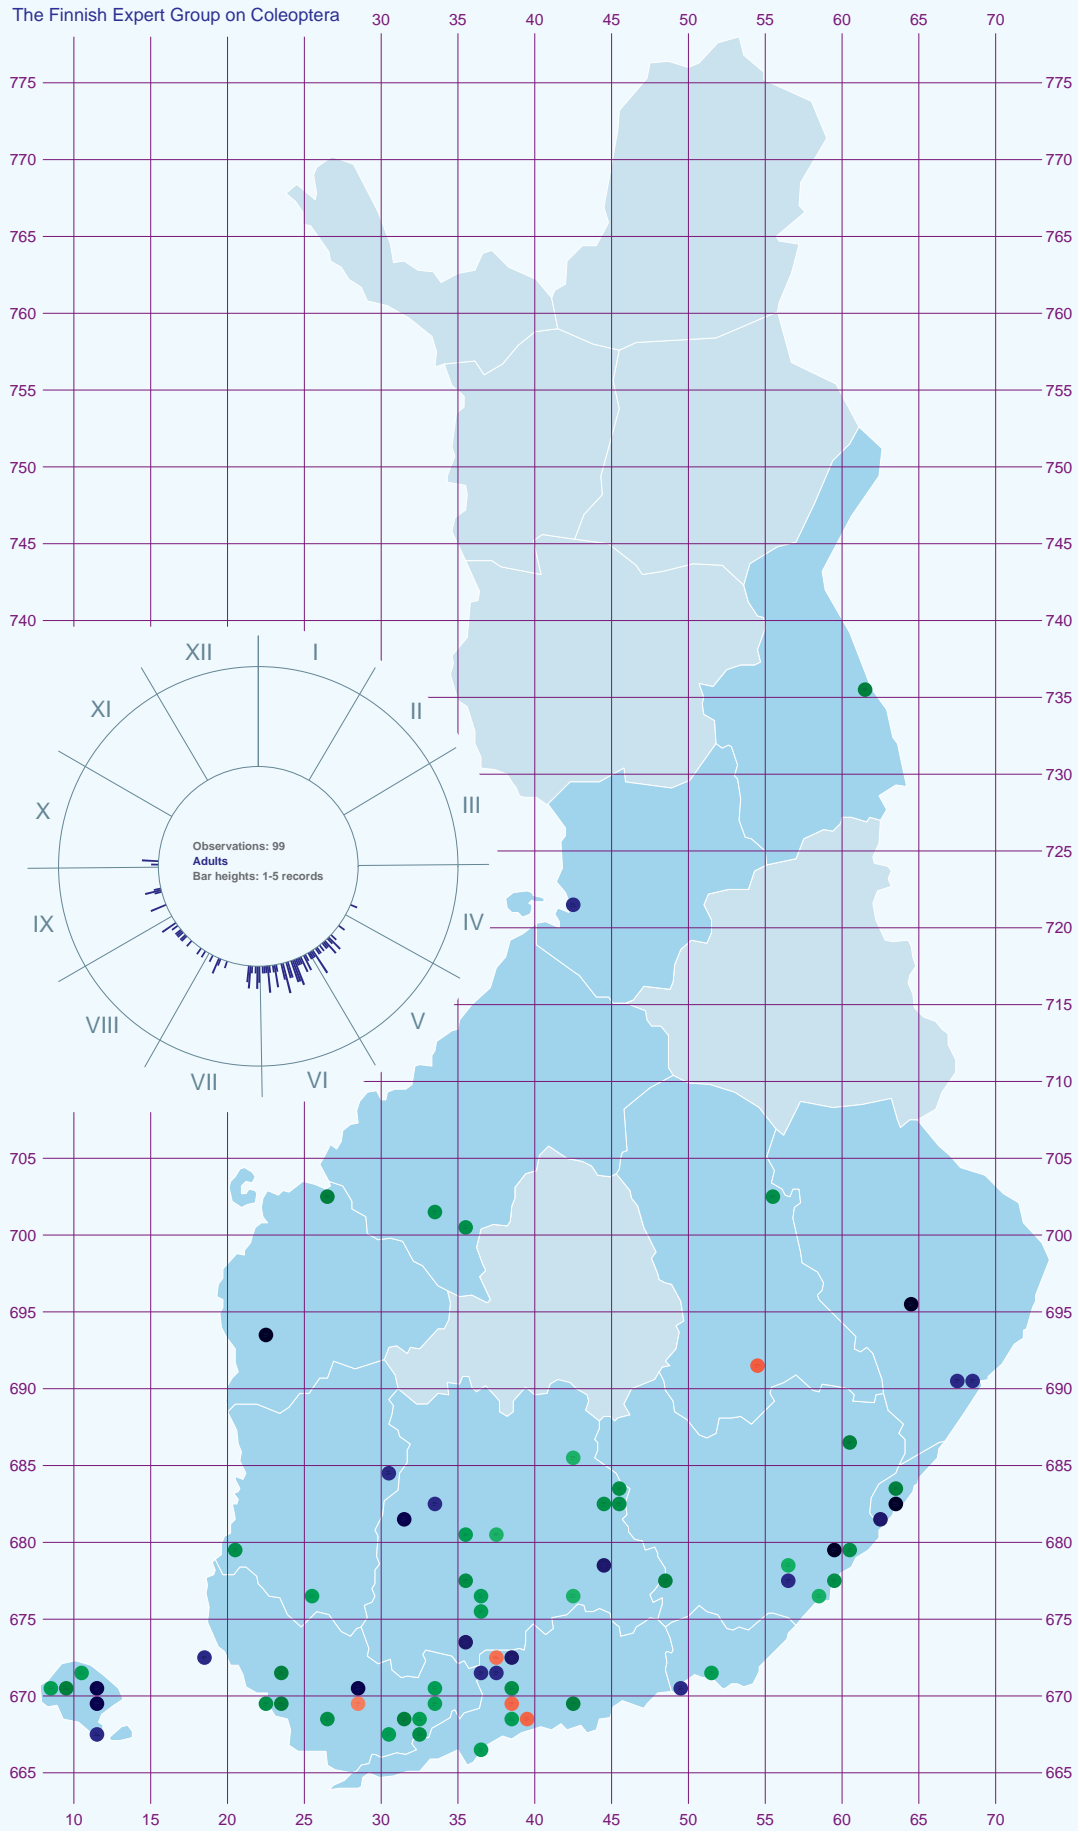 The Finnish Expert Group on Coleoptera
30 35 40 45 50 55 60 65 70
775 775
770 770
765 765
760 760
755 755
750 750
745 745
740 740
XII I
XI II
735
X III
730
Observations: 99
Adults
Bar heights: 1-5 records
725
IX IV
720
VIII V
715
VII VI
710
705 705
700 700
695 695
690 690
685 685
680 680
675 675
670 670
665 665
10 15 20 25 30 35 40 45 50 55 60 65 70